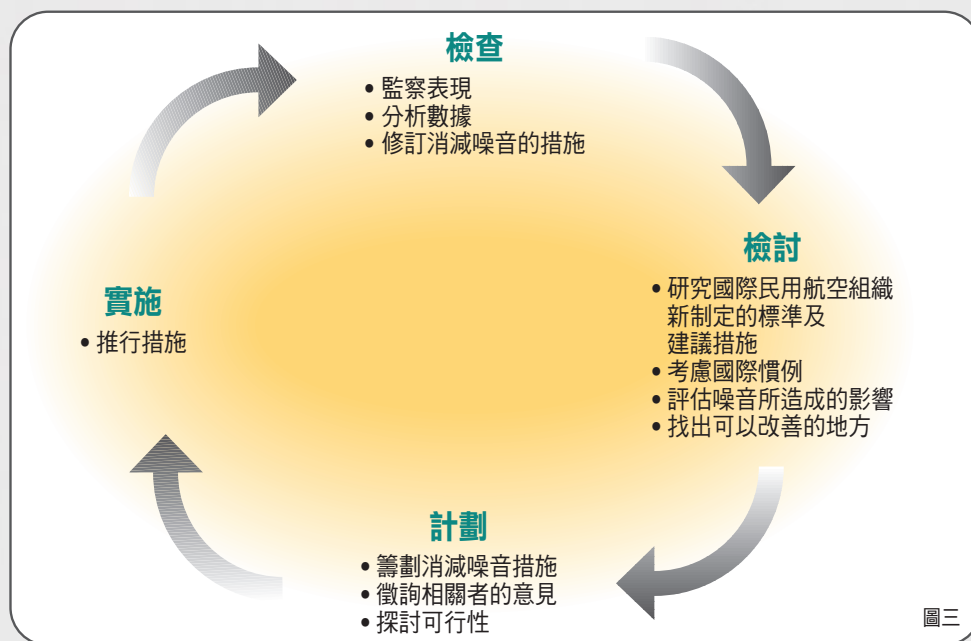 檢查
• 監察表現
• 分析數據
• 修訂消減噪音的措施
檢討
• 研究國際民用航空組織
新制定的標準及
建議措施
• 考慮國際慣例
• 評估噪音所造成的影響
• 找出可以改善的地方
計劃
• 籌劃消減噪音措施
• 徵詢相關者的意見
• 探討可行性
實施
• 推行措施
圖三